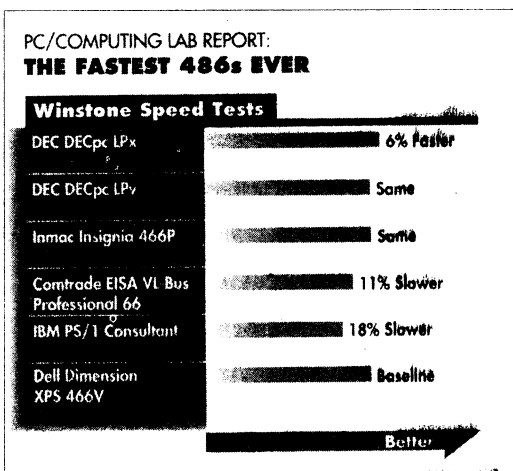 PC/COMPUTING LAB REPORT:
THE FASTEST 486s EVER
Winstone Speed Tests
DEC DECpc LPx 6% Faster
DEC DECpc LPv Same
Inmac Insignia 466P Same
Comtrade EISA VL-Bus
Professional 66 11% Slower
IBM PS/1 Consultant 18% Slower
Dell Dimension
XPS 466V Baseline
Better